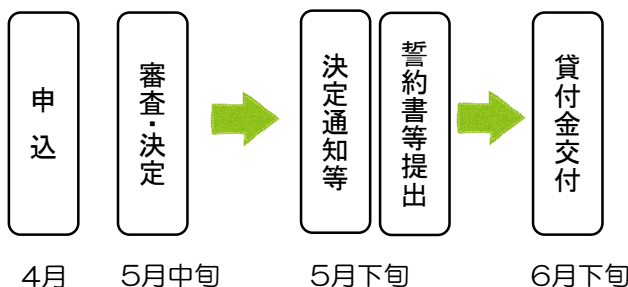 申込
審査・決定
決定通知等
誓約書等提出
貸付金交付
4月
5月中旬
5月下旬
6月下旬